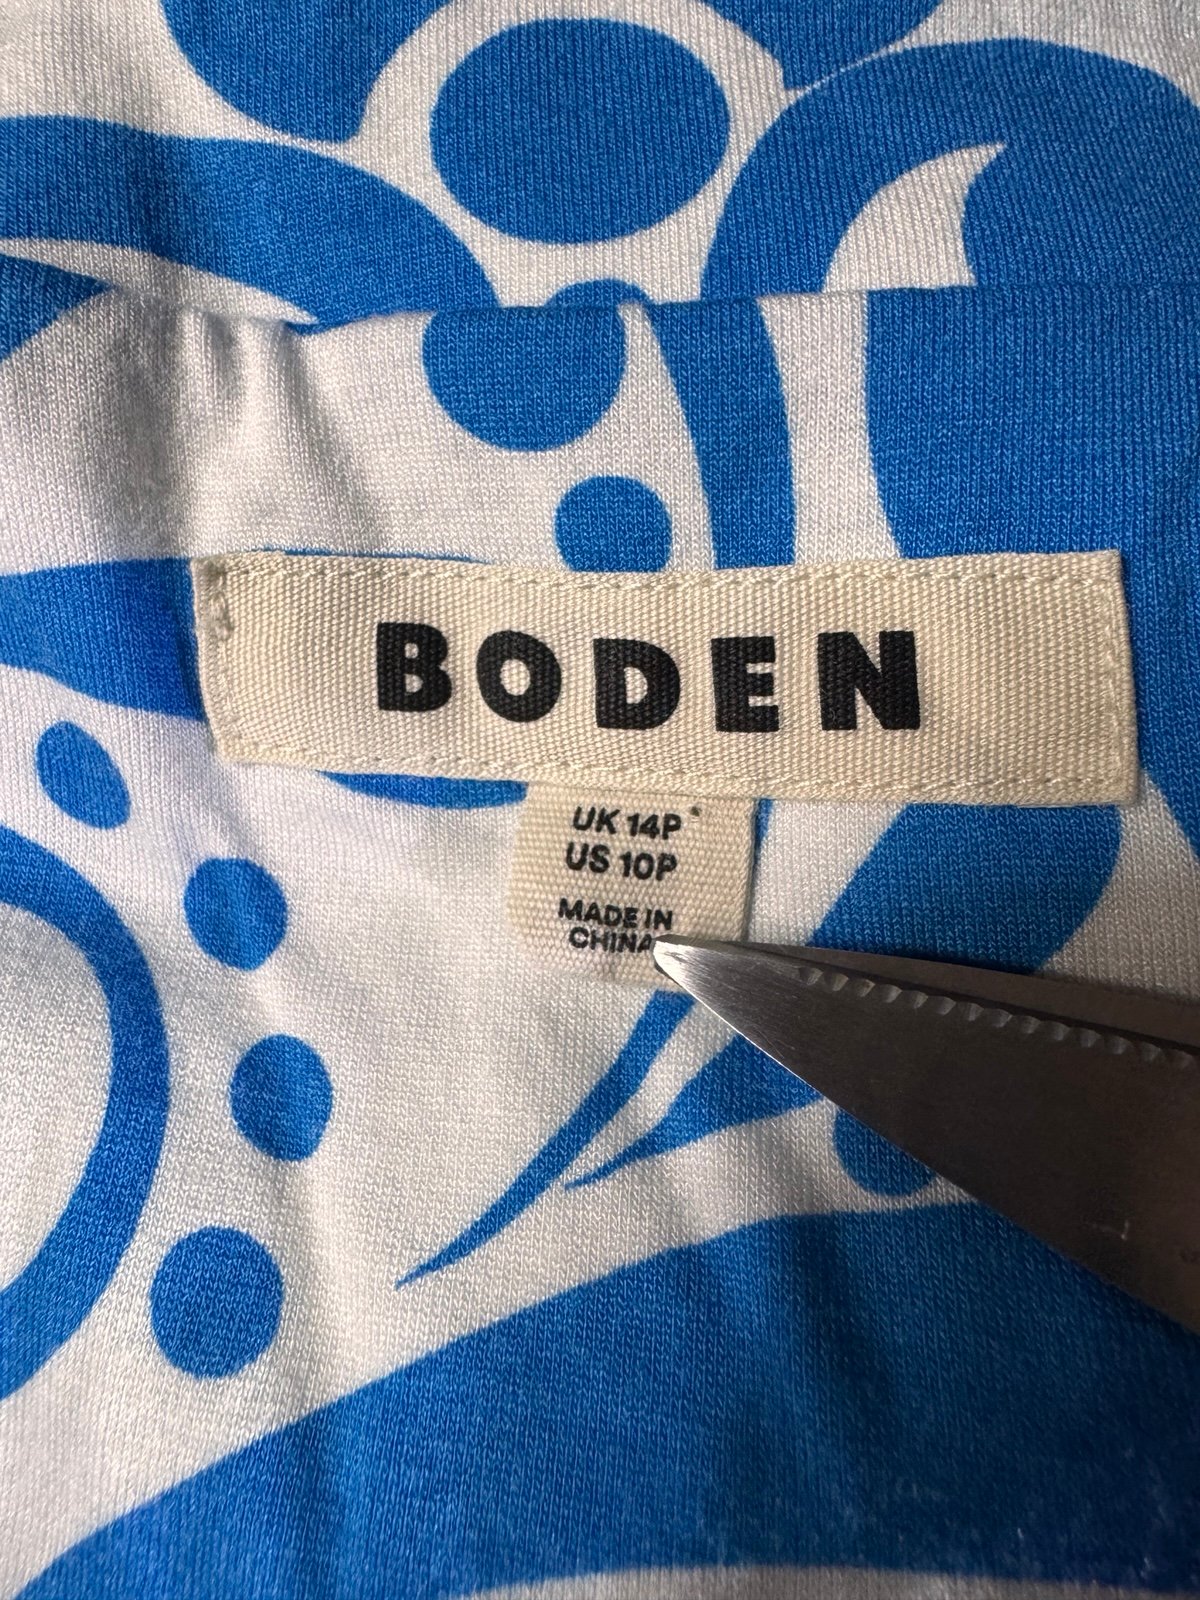 BODEN
UK 14P
US 10P
MADE IN
CHINA